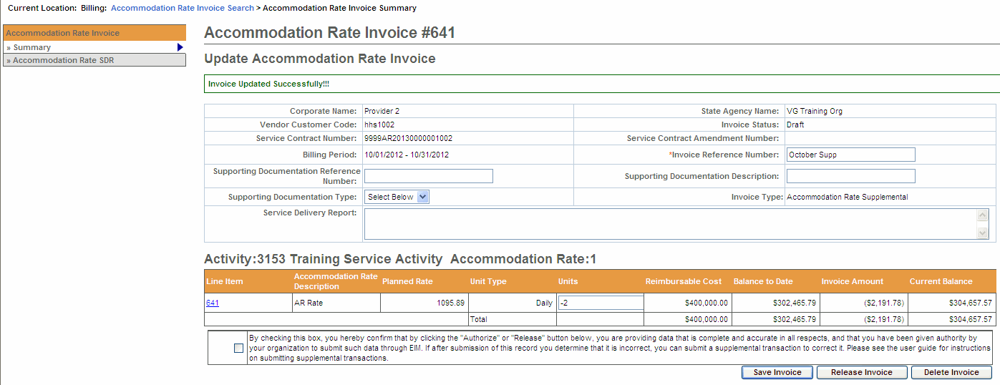 Current Location: Billing: Accommodation Rate Invoice Search > Accommodation Rate Invoice Summary
Accommodation Rate Invoice
» Summary
» Accommodation Rate SDR
Accommodation Rate Invoice #641
Update Accommodation Rate Invoice
Invoice Updated Successfully!!!
Corporate Name: Provider 2 State Agency Name: VG Training Org
Vendor Customer Code: hhs1002 Invoice Status: Draft
Service Contract Number: 9999AR20130000001002 Service Contract Amendment Number:
Billing Period: 10/01/2012 - 10/31/2012 *Invoice Reference Number: October Supp
Supporting Documentation Reference
Number: Supporting Documentation Description:
Supporting Documentation Type: Select Below Invoice Type: Accommodation Rate Supplemental
Service Delivery Report:
Activity:3153 Training Service Activity Accommodation Rate:1
Line Item Accommodation Rate Description Planned Rate Unit Type Units Reimbursable Cost Balance to Date Invoice Amount Current Balance
641 AR Rate 1095.89 Daily -2 $400,000.00 $302,465.79 ($2,191.78) $304,657.57
Total $400,000.00 $302,465.79 ($2,191.78) $304,657.57
By checking this box, you hereby confirm that by clicking the "Authorize" or "Release" button below, you are providing data that is complete and accurate in all respects, and that you have been given authority by
your organization to submit such data through EIM. If after submission of this record you determine that it is incorrect, you can submit a supplemental transaction to correct it. Please see the user guide for instructions
on submitting supplemental transactions.
Save Invoice Release Invoice Delete Invoice